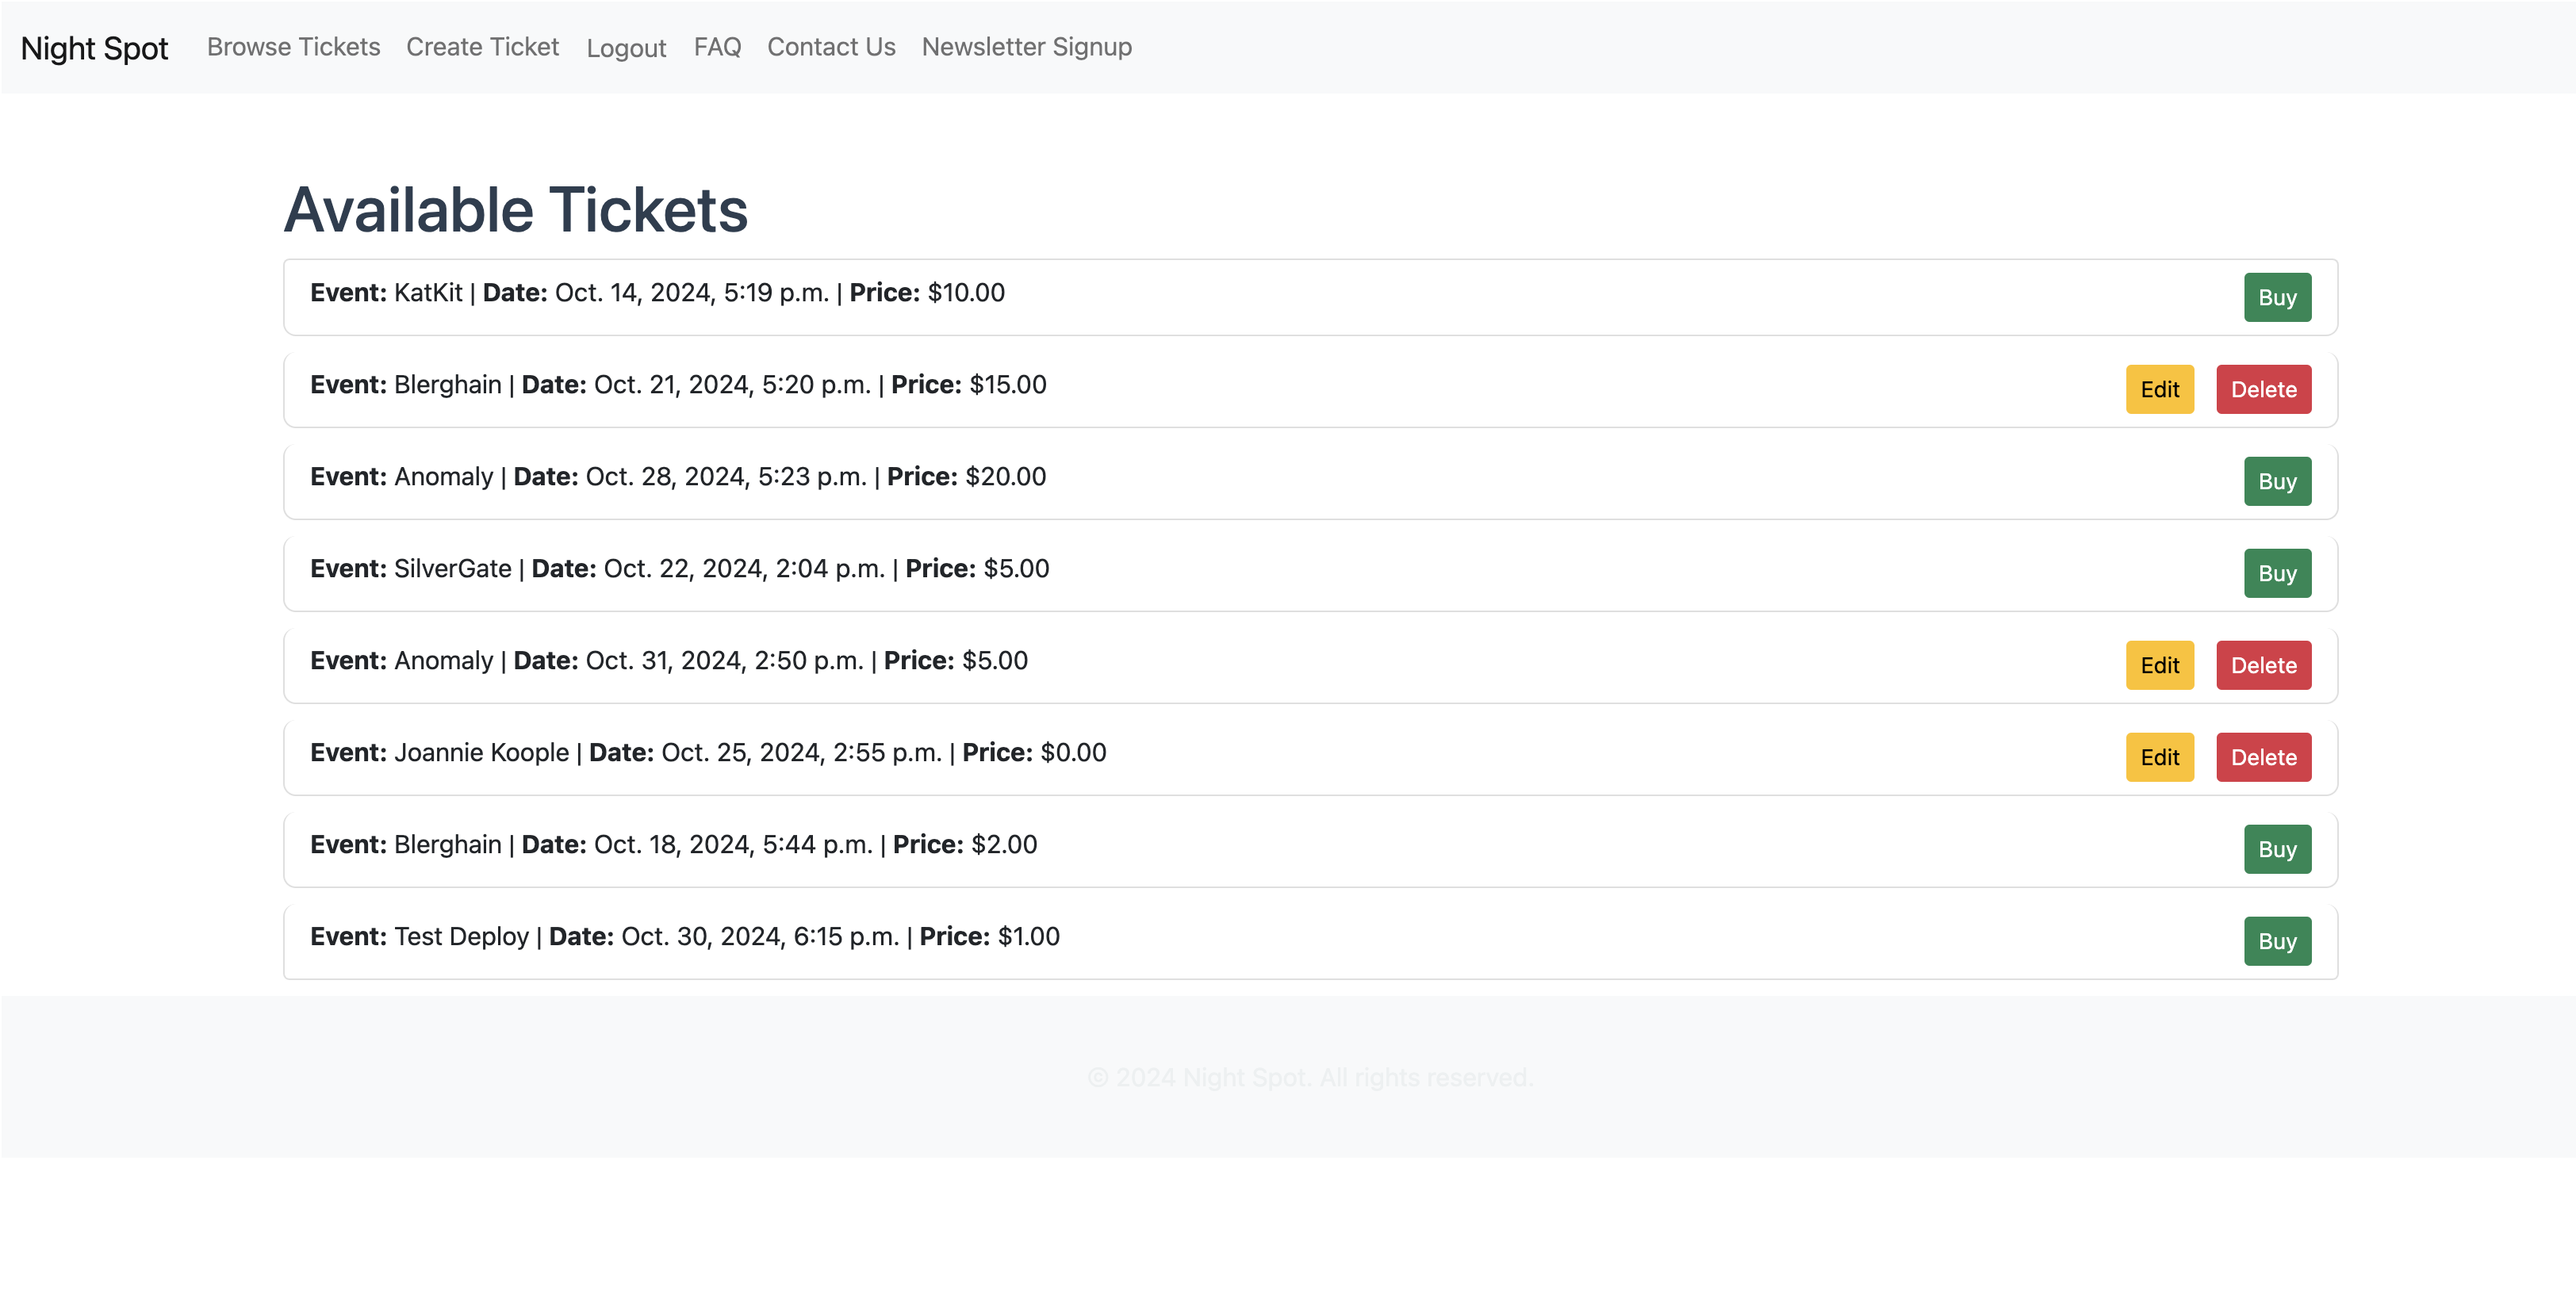 Night Spot Browse Tickets Create Ticket Logout FAQ Contact Us Newsletter Signup
Available Tickets
Event: KatKit | Date: Oct. 14, 2024, 5:19 p.m. | Price: $10.00 Buy
Event: Blerghain | Date: Oct. 21, 2024, 5:20 p.m. | Price: $15.00 Edit Delete
Event: Anomaly | Date: Oct. 28, 2024, 5:23 p.m. | Price: $20.00 Buy
Event: SilverGate | Date: Oct. 22, 2024, 2:04 p.m. | Price: $5.00 Buy
Event: Anomaly | Date: Oct. 31, 2024, 2:50 p.m. | Price: $5.00 Edit Delete
Event: Joannie Koople | Date: Oct. 25, 2024, 2:55 p.m. | Price: $0.00 Edit Delete
Event: Blerghain | Date: Oct. 18, 2024, 5:44 p.m. | Price: $2.00 Buy
Event: Test Deploy | Date: Oct. 30, 2024, 6:15 p.m. | Price: $1.00 Buy
© 2024 Night Spot. All rights reserved.